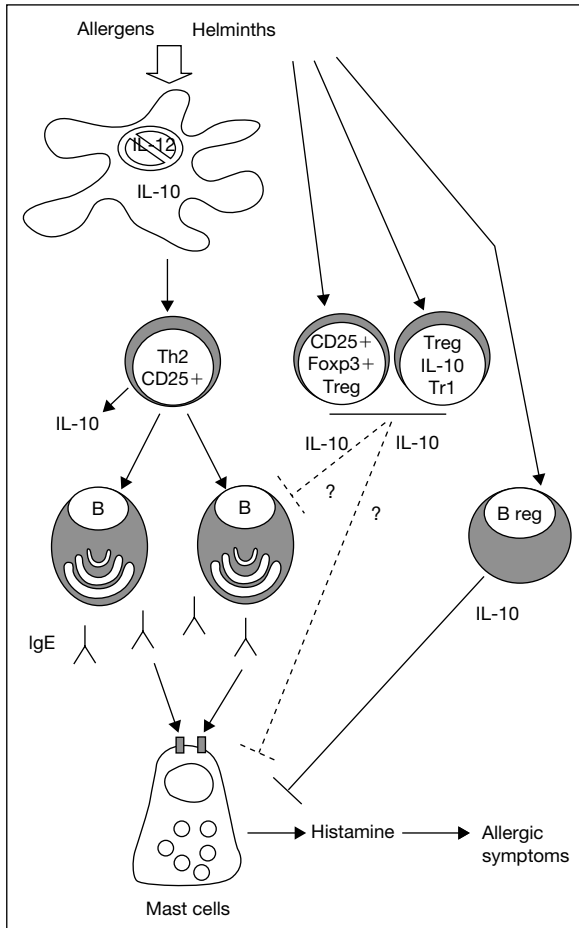 Allergens Helminths
IL-12
IL-10
Th2
CD25+
IL-10
CD25+
Foxp3+
Treg
Treg
IL-10
Tr1
IL-10 IL-10
?
?
B
B
B reg
IL-10
IgE
Histamine
Allergic
symptoms
Mast cells